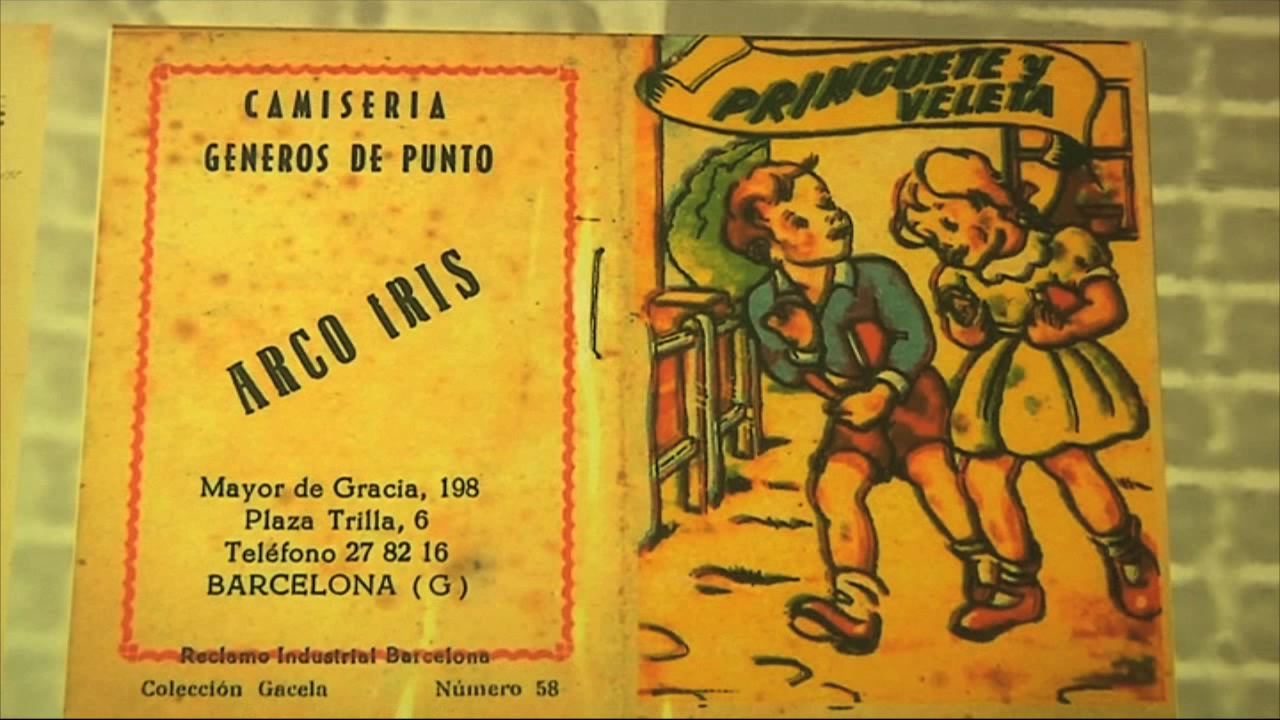 CAMISERIA
GENEROS DE PUNTO
ARCO IRIS
Mayor de Gracia, 198
Plaza Trilla, 6
Teléfono 27 82 16
BARCELONA (G)
Reclamo Industrial Barcelona
Colección Gacela Número 58
PRINGUETE y
VELETA